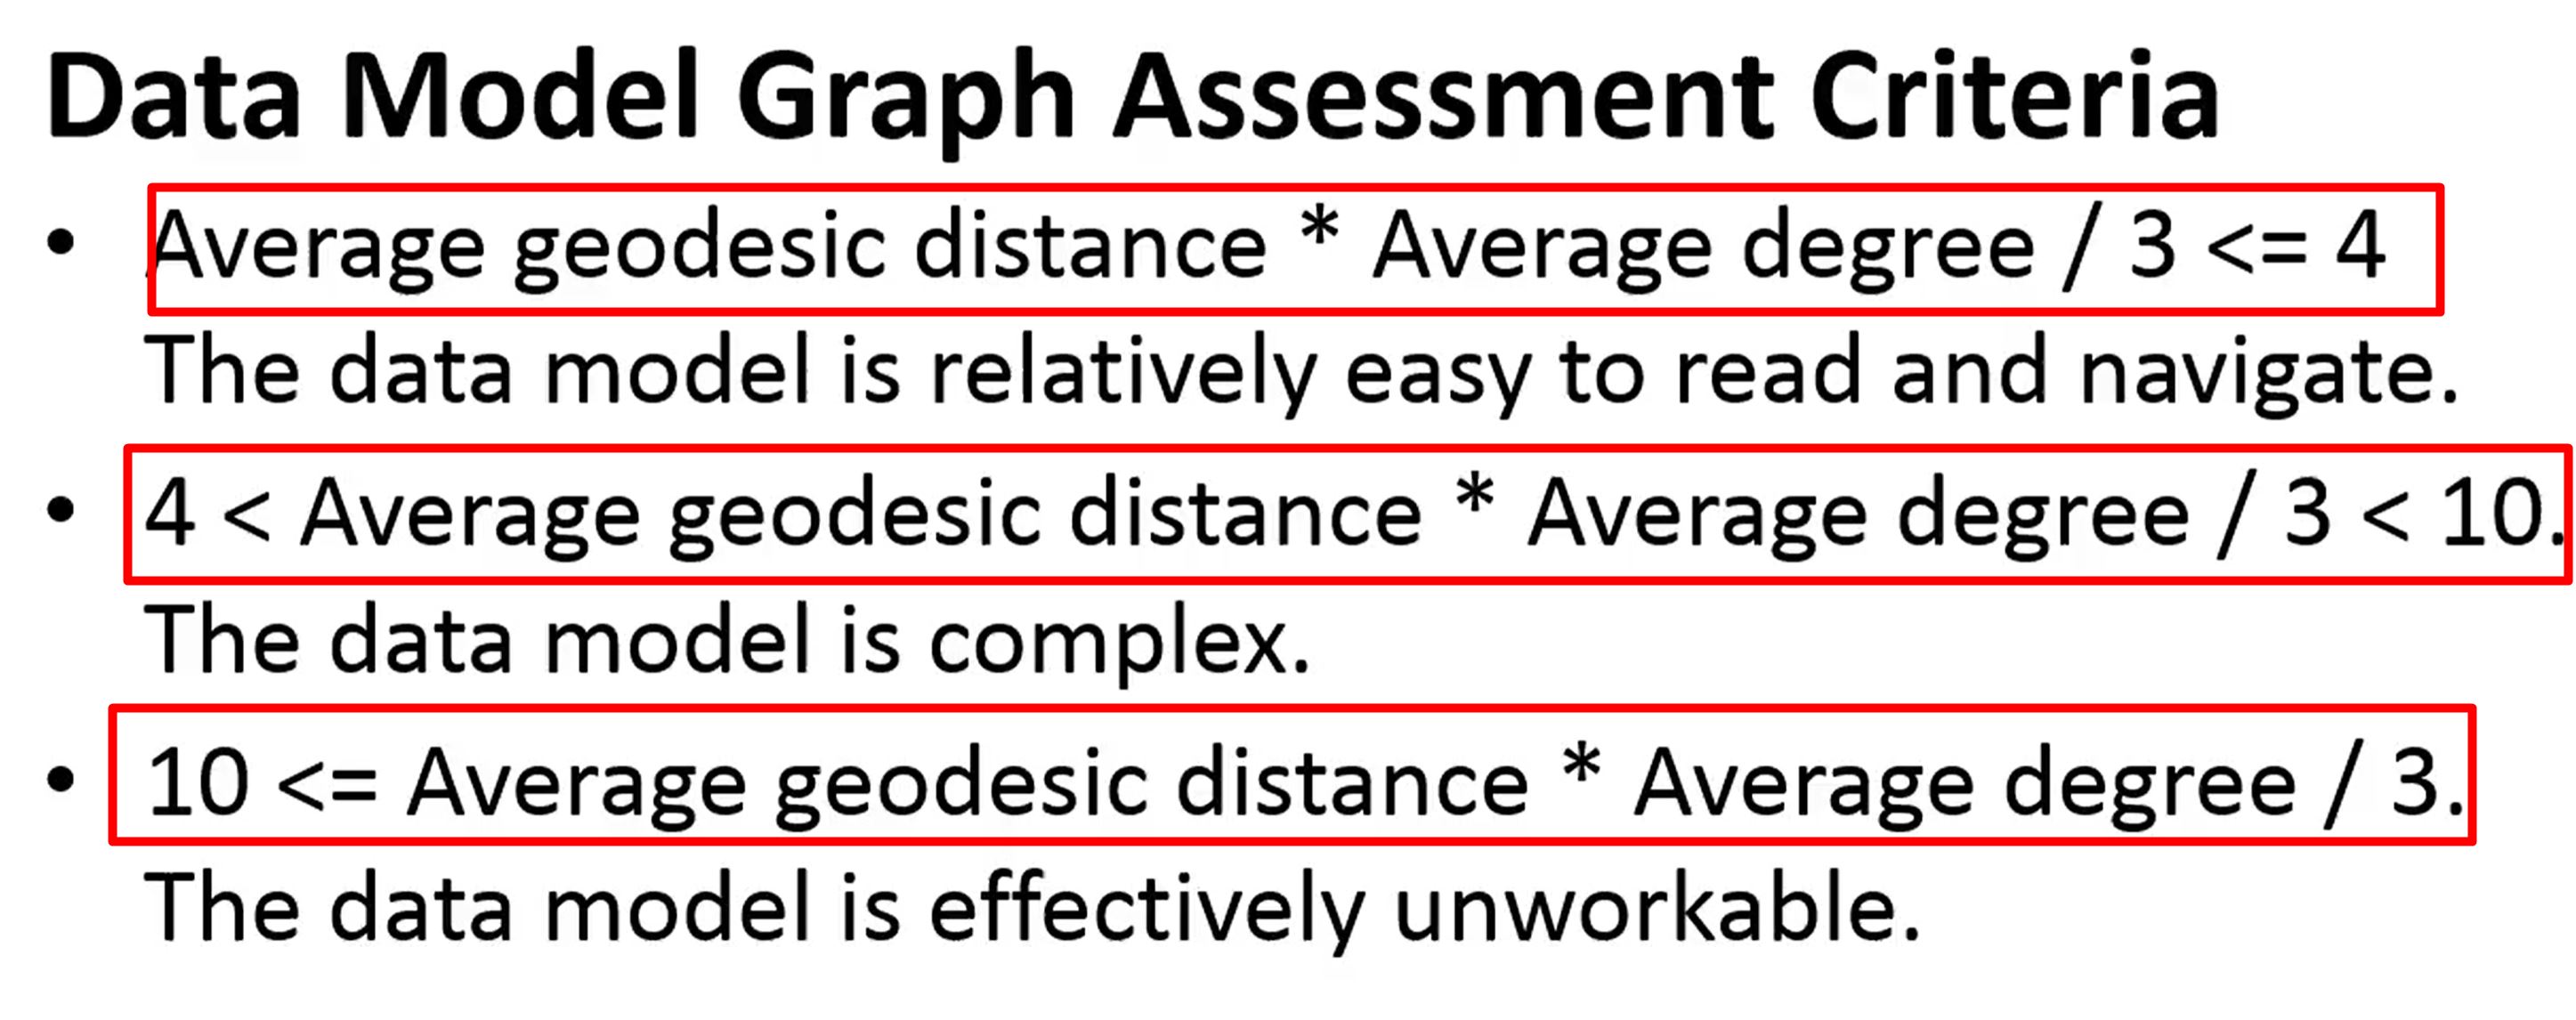 Data Model Graph Assessment Criteria
• Average geodesic distance * Average degree / 3 <= 4
The data model is relatively easy to read and navigate.
• 4 < Average geodesic distance * Average degree / 3 < 10.
The data model is complex.
• 10 <= Average geodesic distance * Average degree / 3.
The data model is effectively unworkable.